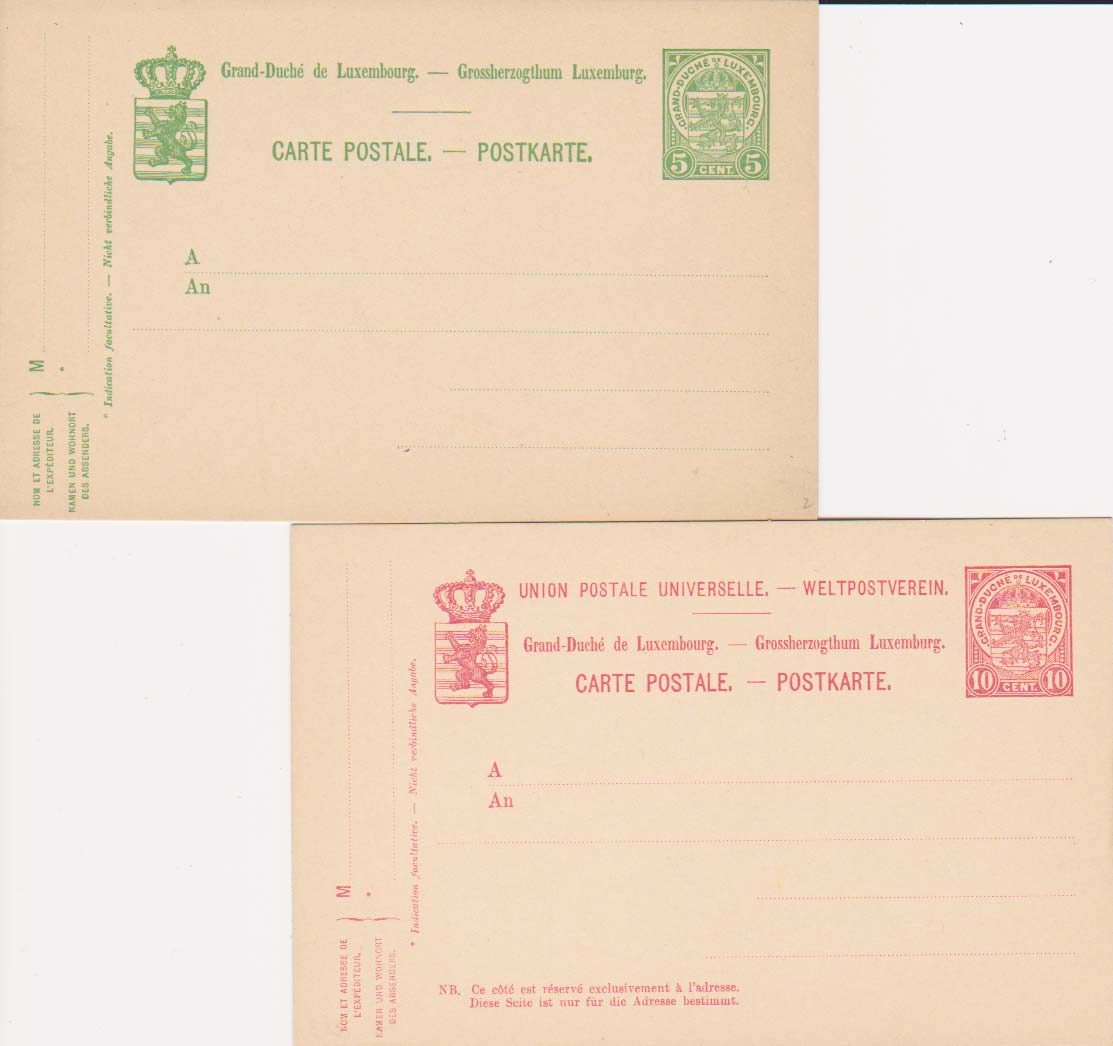 Grand-Duché de Luxembourg. — Grossherzogthum Luxemburg.
CARTE POSTALE. — POSTKARTE.
GRAND-DUCHÉ DE LUXEMBOURG.
5 CENT. 5
A
An
M
*
* Indication facultative. — Nicht verbindliche Angabe.
NOM ET ADRESSE DE
L'EXPÉDITEUR.
NAMEN UND WOHNORT
DES ABSENDERS.
2
UNION POSTALE UNIVERSELLE. — WELTPOSTVEREIN.
Grand-Duché de Luxembourg. — Grossherzogthum Luxemburg.
CARTE POSTALE. — POSTKARTE.
GRAND-DUCHÉ DE LUXEMBOURG.
10 CENT. 10
A
An
M
*
* Indication facultative. — Nicht verbindliche Angabe.
NOM ET ADRESSE DE
L'EXPÉDITEUR.
NAMEN UND WOHNORT
DES ABSENDERS.
NB. Ce côté est réservé exclusivement à l'adresse.
Diese Seite ist nur für die Adresse bestimmt.